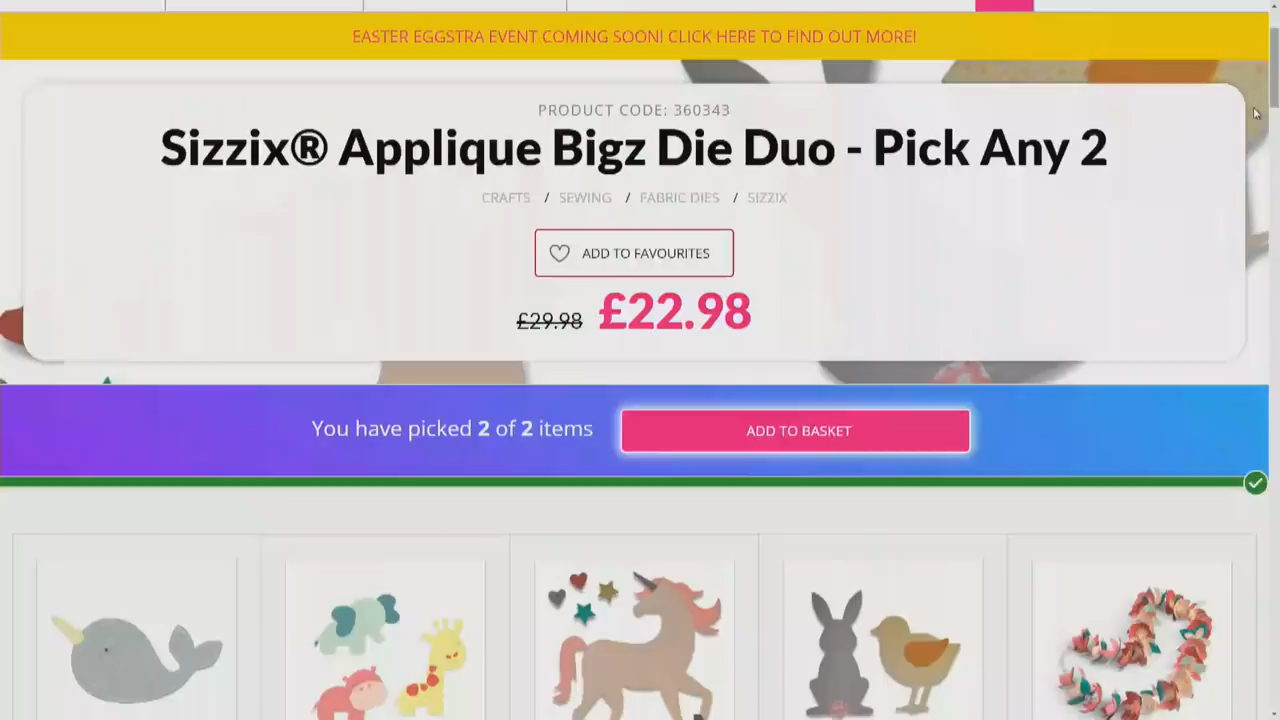 EASTER EGGSTRA EVENT COMING SOON! CLICK HERE TO FIND OUT MORE!
PRODUCT CODE: 360343
Sizzix® Applique Bigz Die Duo - Pick Any 2
CRAFTS / SEWING / FABRIC DIES / SIZZIX
ADD TO FAVOURITES
£29.98 £22.98
You have picked 2 of 2 items
ADD TO BASKET